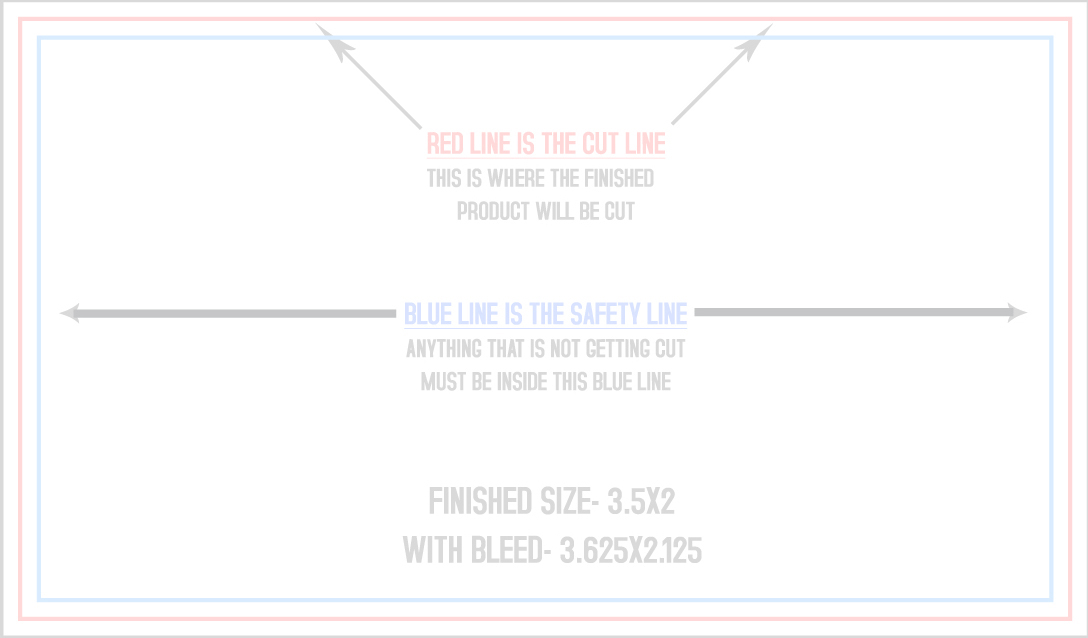 RED LINE IS THE CUT LINE
THIS IS WHERE THE FINISHED
PRODUCT WILL BE CUT
BLUE LINE IS THE SAFETY LINE
ANYTHING THAT IS NOT GETTING CUT
MUST BE INSIDE THIS BLUE LINE
FINISHED SIZE- 3.5X2
WITH BLEED- 3.625X2.125